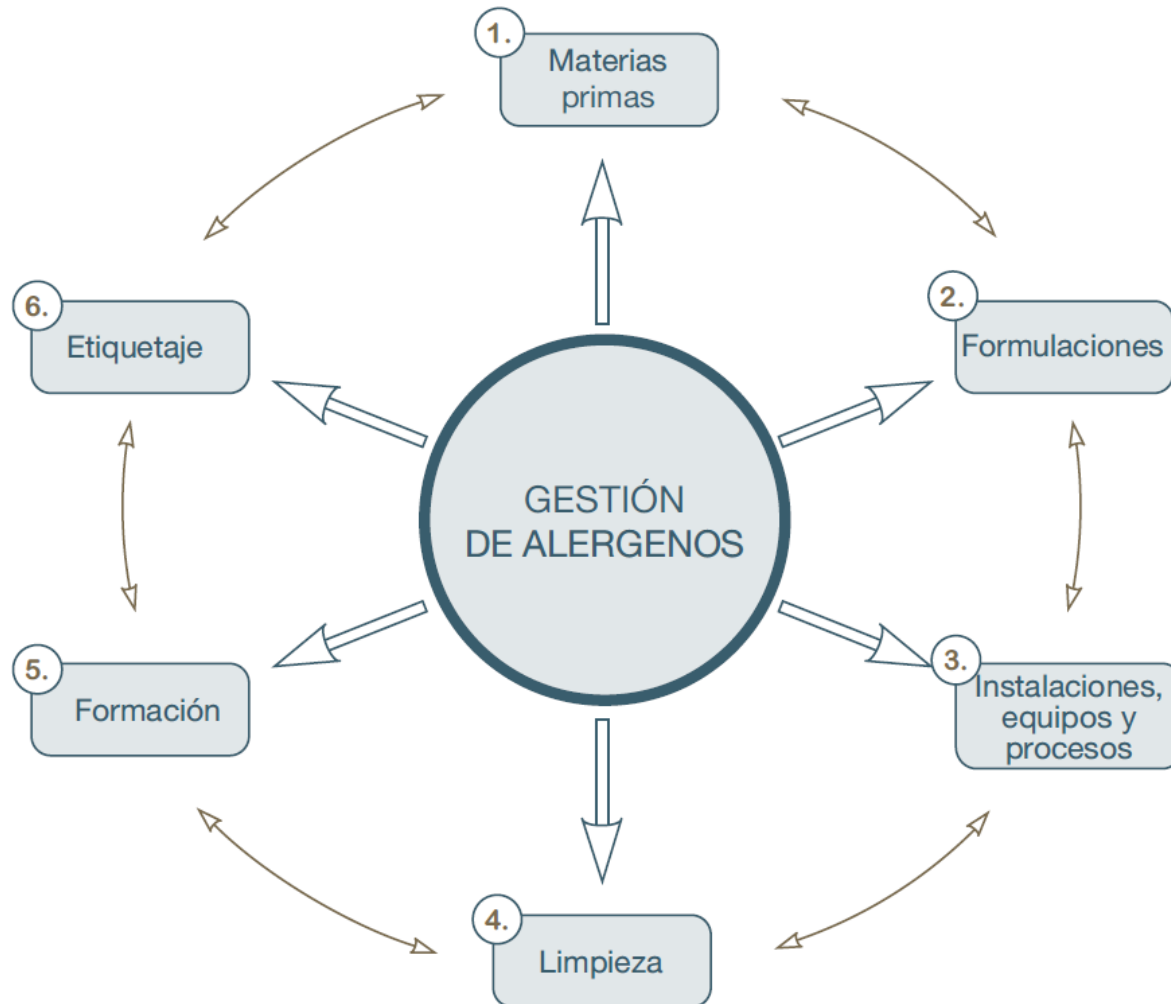 1.
Materias
primas
2.
Formulaciones
3.
Instalaciones,
equipos y
procesos
4.
Limpieza
5.
Formación
6.
Etiquetaje
GESTIÓN
DE ALERGENOS